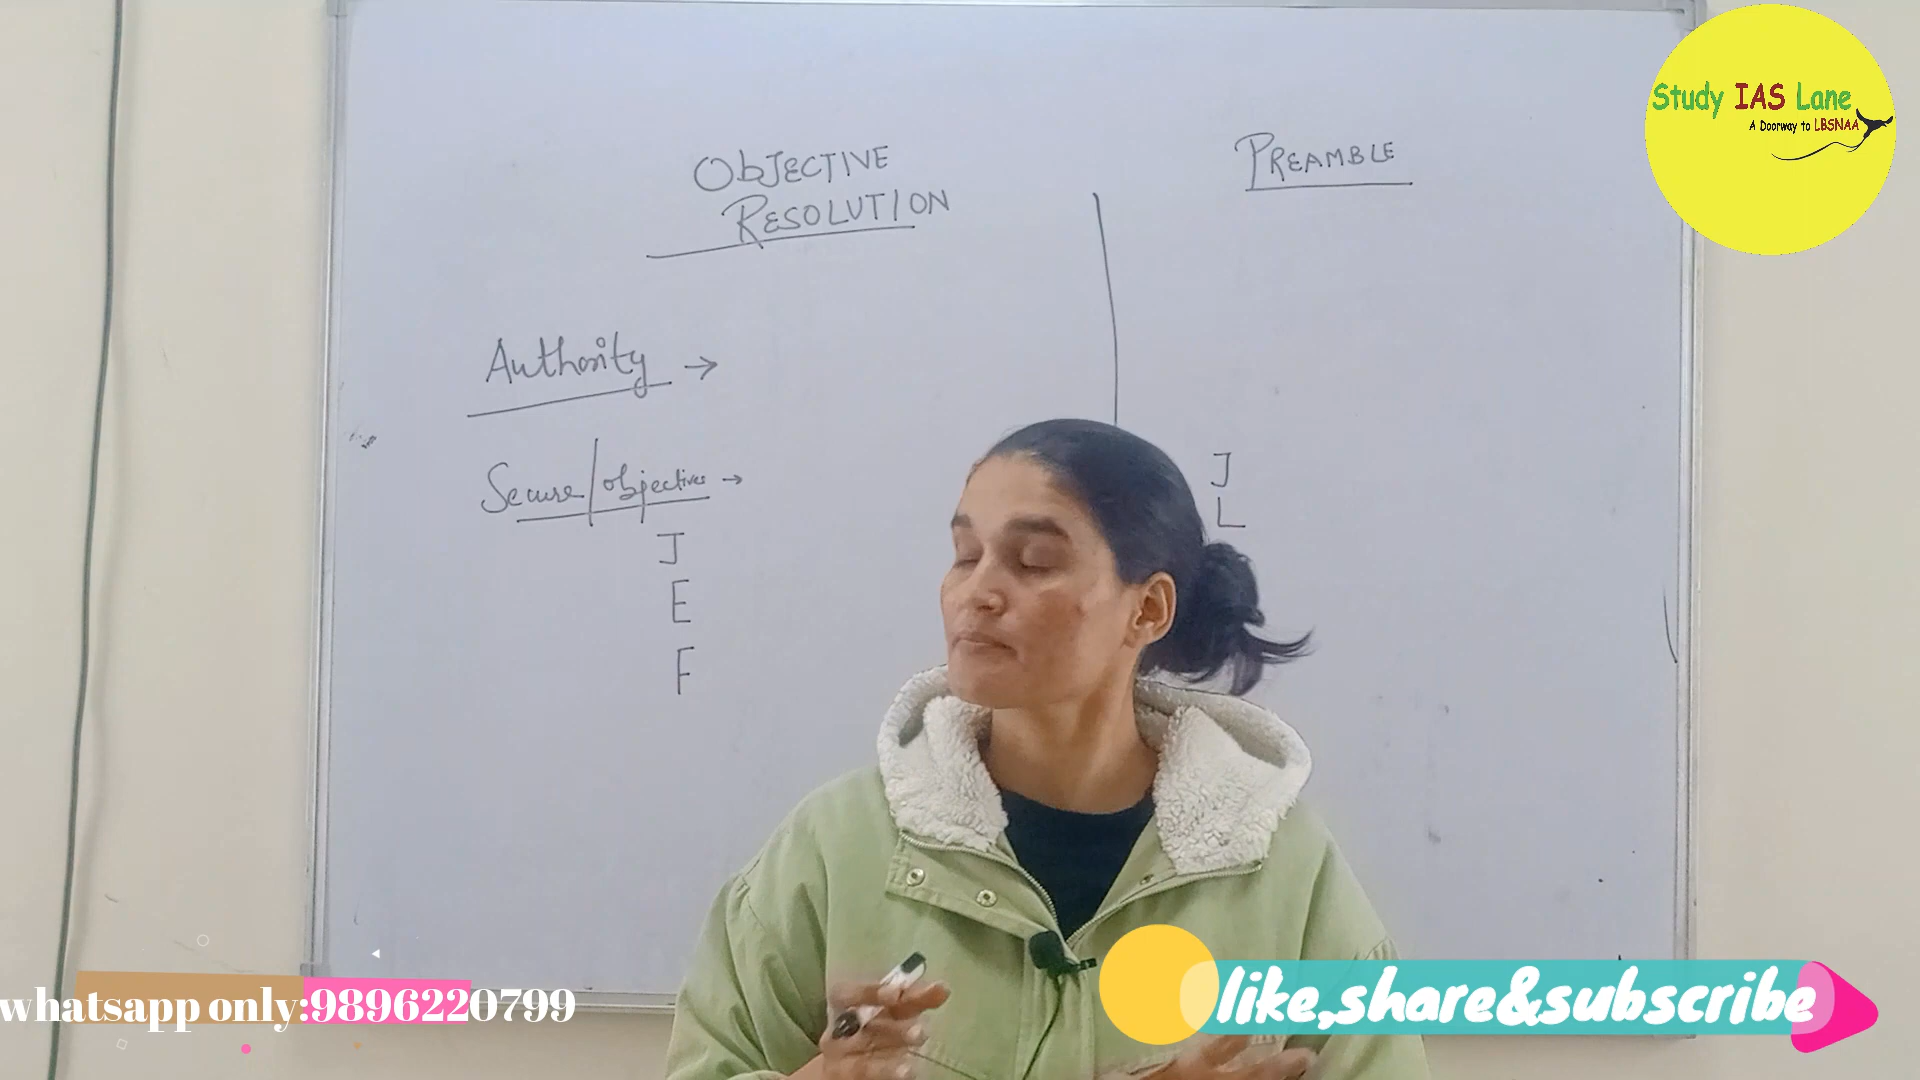 ObJECTIVE
RESOLUTION
PREAMBLE
Study IAS Lane
A Doorway to LBSNAA
Authority →
Secure/objectives →
J
E
F
J
L
whatsapp only:9896220799
like,share&subscribe